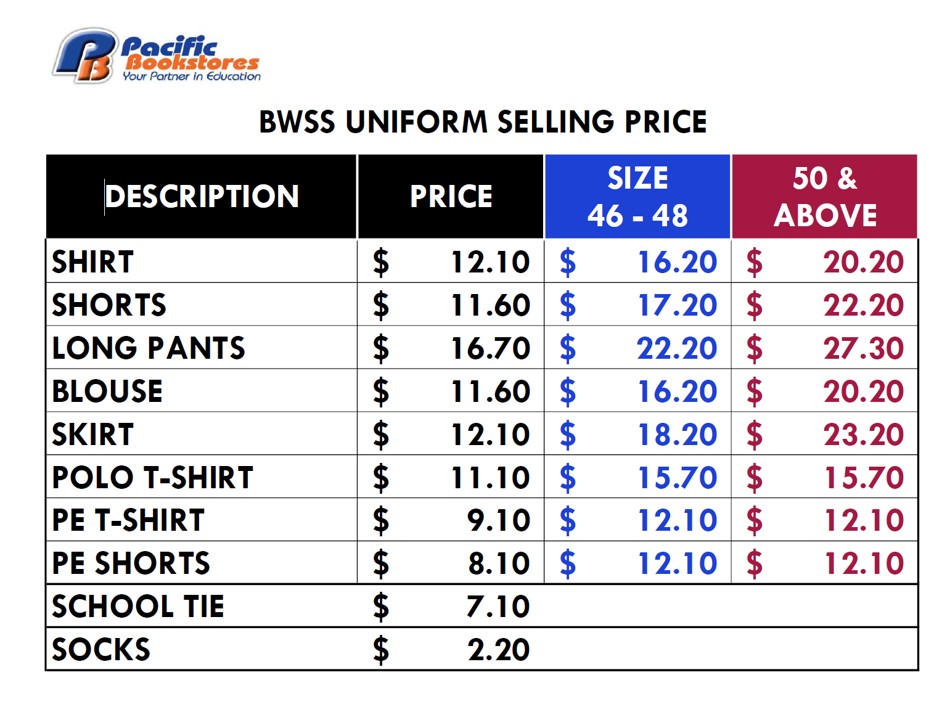 PB Pacific
Bookstores
Your Partner in Education
BWSS UNIFORM SELLING PRICE
DESCRIPTION PRICE SIZE 46 - 48 50 & ABOVE
SHIRT $ 12.10 $ 16.20 $ 20.20
SHORTS $ 11.60 $ 17.20 $ 22.20
LONG PANTS $ 16.70 $ 22.20 $ 27.30
BLOUSE $ 11.60 $ 16.20 $ 20.20
SKIRT $ 12.10 $ 18.20 $ 23.20
POLO T-SHIRT $ 11.10 $ 15.70 $ 15.70
PE T-SHIRT $ 9.10 $ 12.10 $ 12.10
PE SHORTS $ 8.10 $ 12.10 $ 12.10
SCHOOL TIE $ 7.10
SOCKS $ 2.20